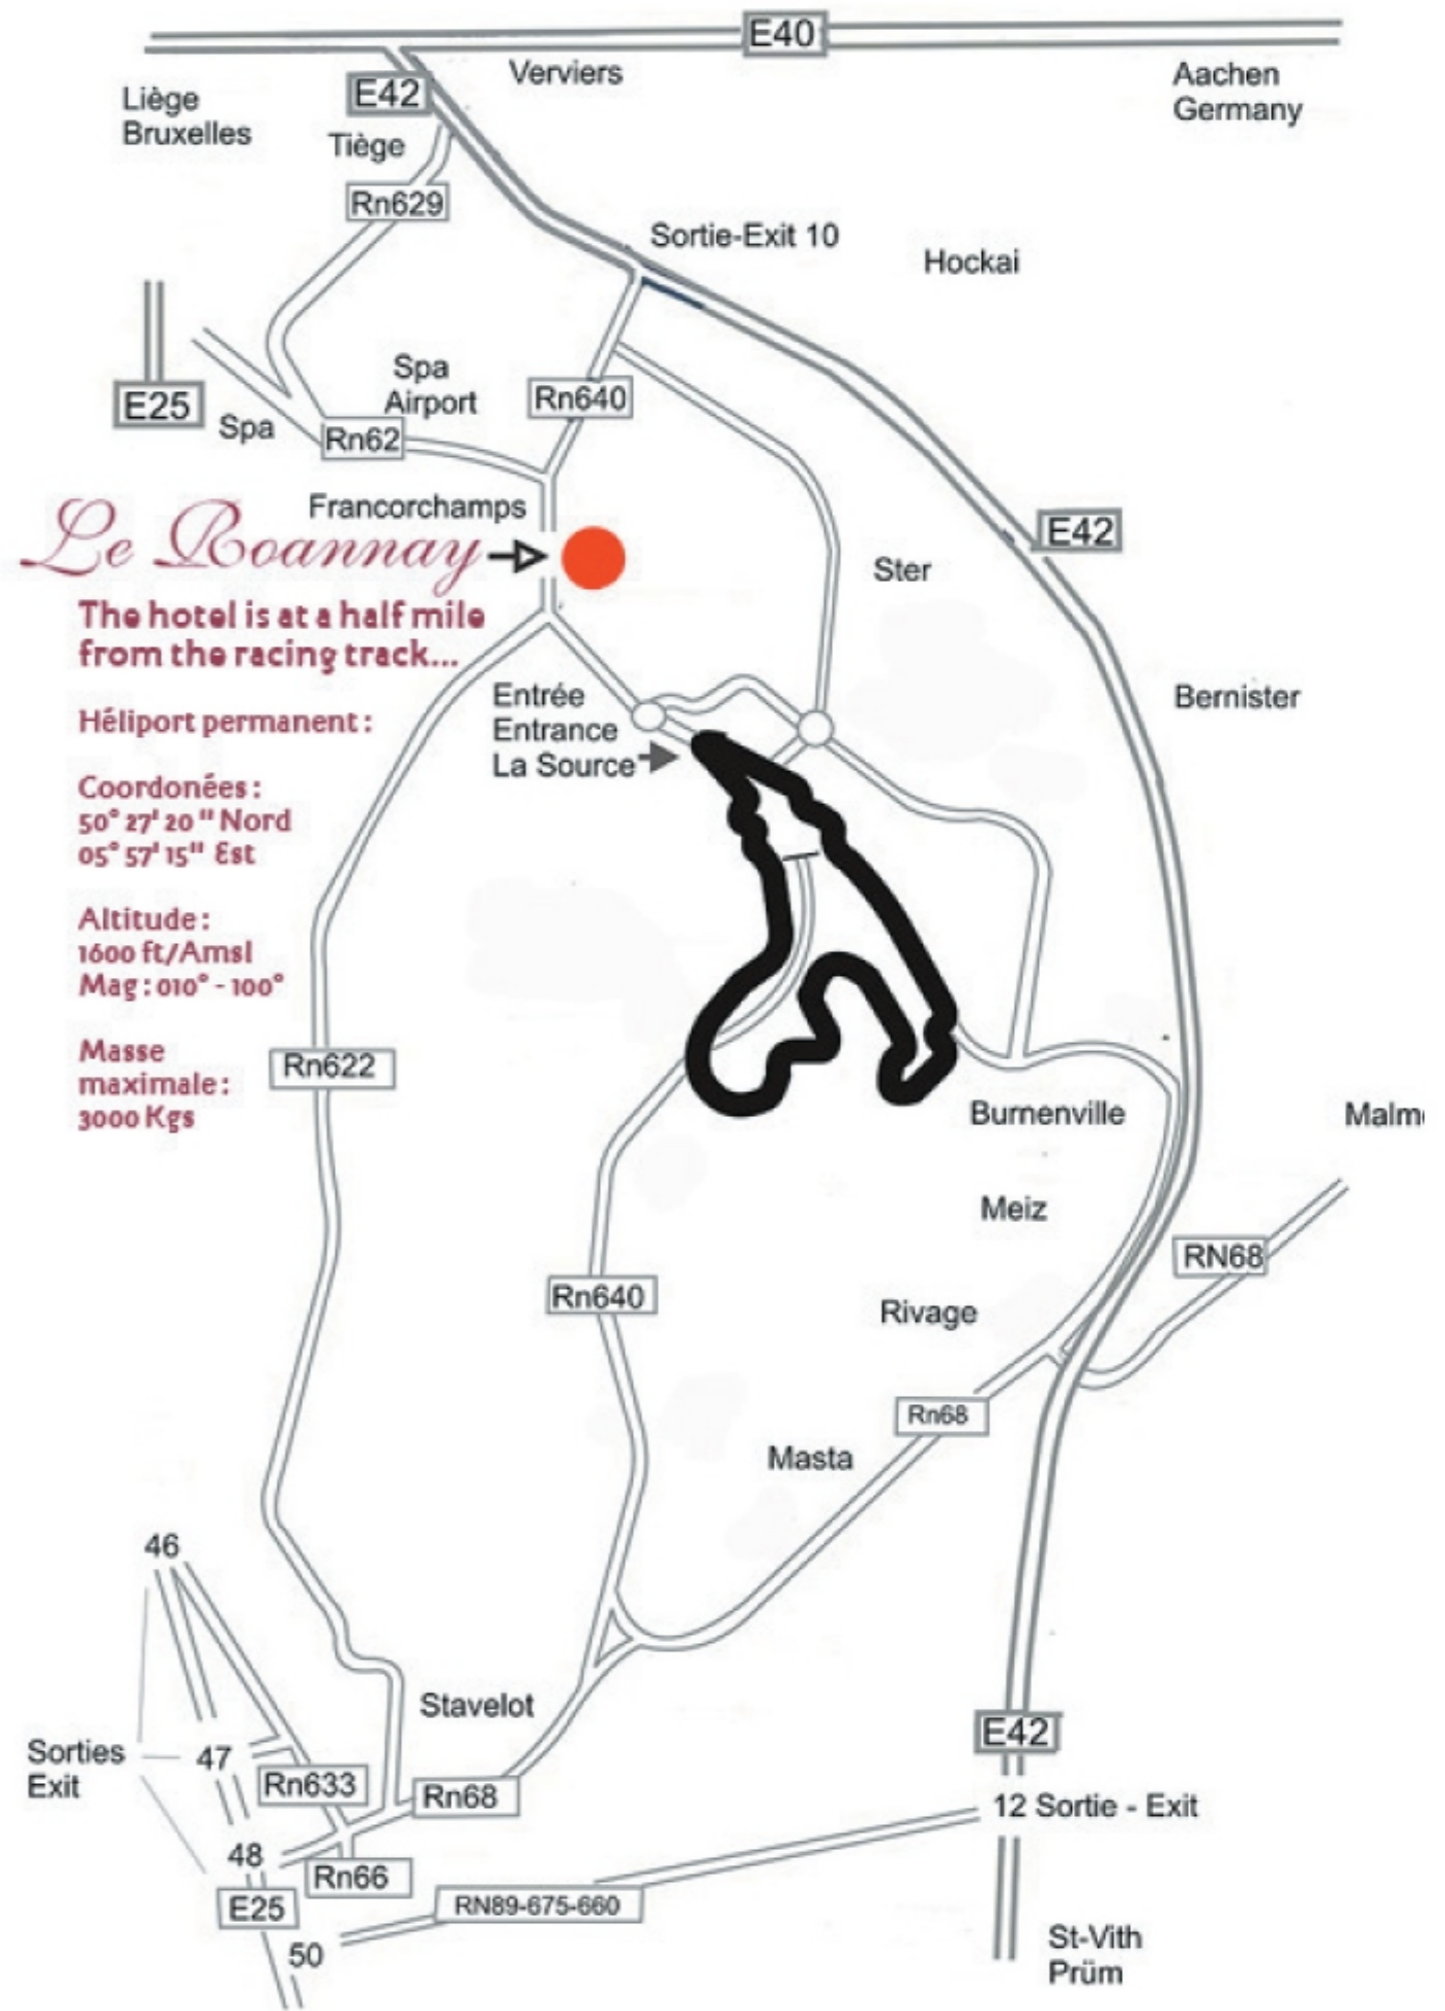 E40
Verviers
Aachen
Germany
E42
Liège
Bruxelles
Tiège
Rn629
Sortie-Exit 10
Hockai
Spa
Airport
Rn640
E25
Spa
Rn62
Francorchamps
E42
Le Roannay
Ster
The hotel is at a half mile
from the racing track...
Entrée
Entrance
La Source
Bernister
Héliport permanent :
Coordonées :
50° 27' 20 " Nord
05° 57' 15" Est
Altitude :
1600 ft/Amsl
Mag : 010° - 100°
Masse
maximale :
3000 Kgs
Rn622
Burnenville
Malm
Meiz
RN68
Rn640
Rivage
Rn68
Masta
46
Stavelot
E42
Sorties
Exit
47
Rn633
Rn68
12 Sortie - Exit
48
Rn66
E25
RN89-675-660
50
St-Vith
Prüm